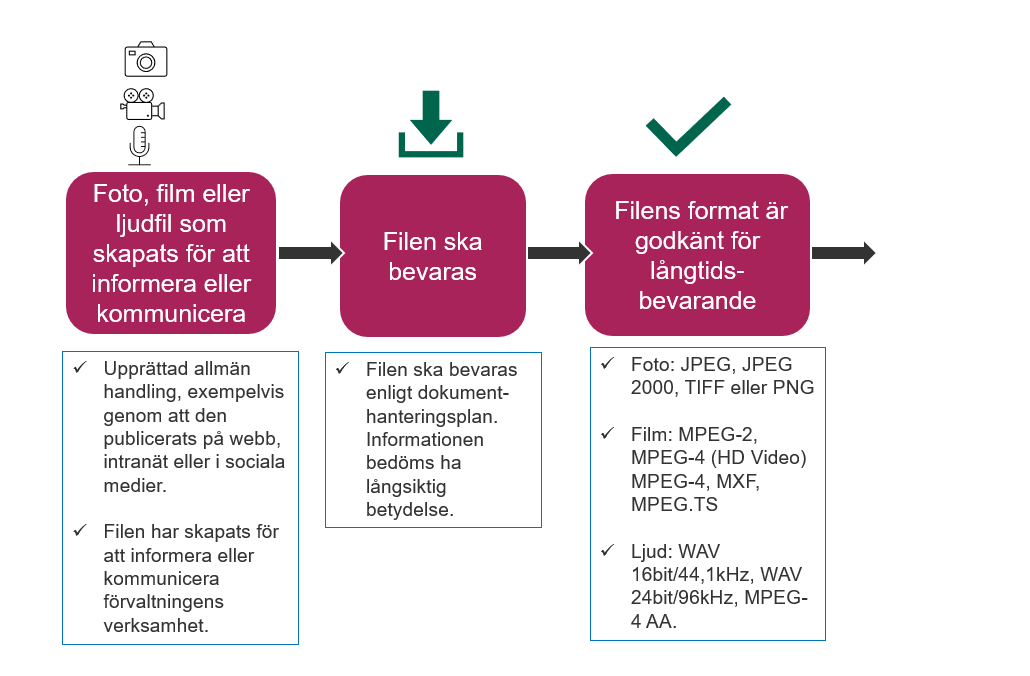 Foto, film eller
ljudfil som
skapats för att
informera eller
kommunicera
Filen ska
bevaras
Filens format är
godkänt för
långtids-
bevarande
✓ Upprättad allmän
handling, exempelvis
genom att den
publicerats på webb,
intranät eller i sociala
medier.
✓ Filen har skapats för
att informera eller
kommunicera
förvaltningens
verksamhet.
✓ Filen ska bevaras
enligt dokument-
hanteringsplan.
Informationen
bedöms ha
långsiktig
betydelse.
✓ Foto: JPEG, JPEG
2000, TIFF eller PNG
✓ Film: MPEG-2,
MPEG-4 (HD Video)
MPEG-4, MXF,
MPEG.TS
✓ Ljud: WAV
16bit/44,1kHz, WAV
24bit/96kHz, MPEG-
4 AA.